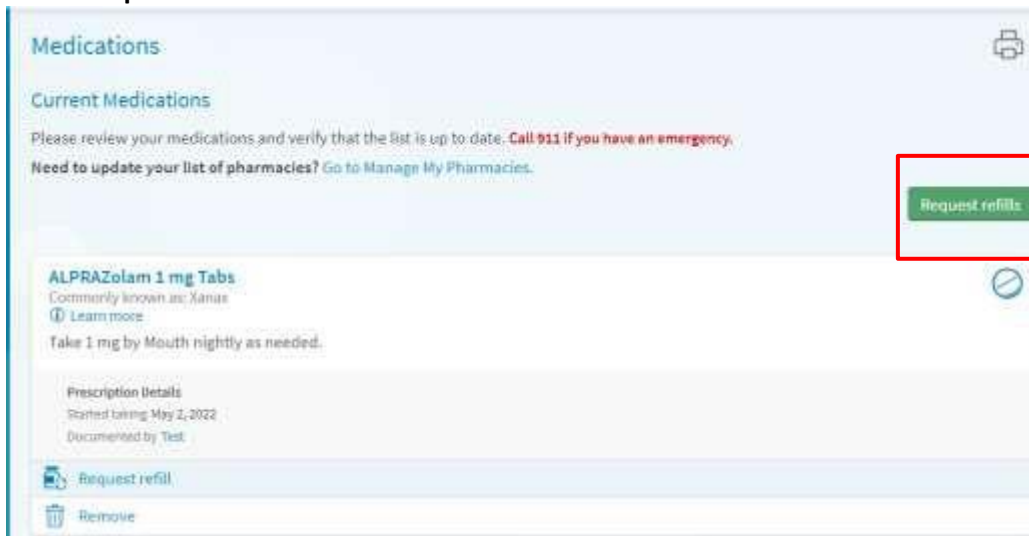 Medications
Current Medications
Please review your medications and verify that the list is up to date. Call 911 if you have an emergency.
Need to update your list of pharmacies? Go to Manage My Pharmacies.
Request refills
ALPRAZolam 1 mg Tabs
Commonly known as: Xanax
Learn more
Take 1 mg by Mouth nightly as needed.
Prescription Details
Started taking May 2, 2022
Documented by Test
Request refill
Remove